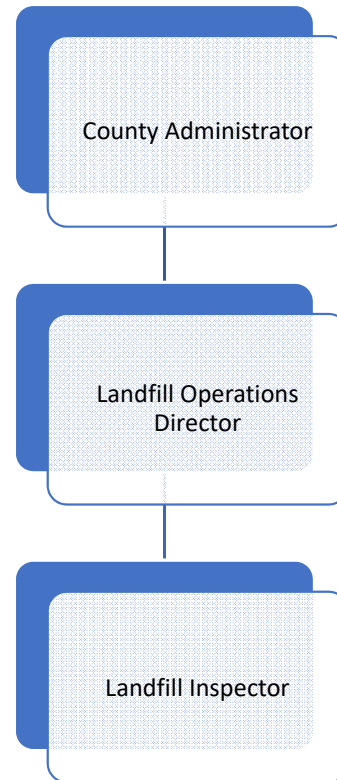 County Administrator
Landfill Operations
Director
Landfill Inspector